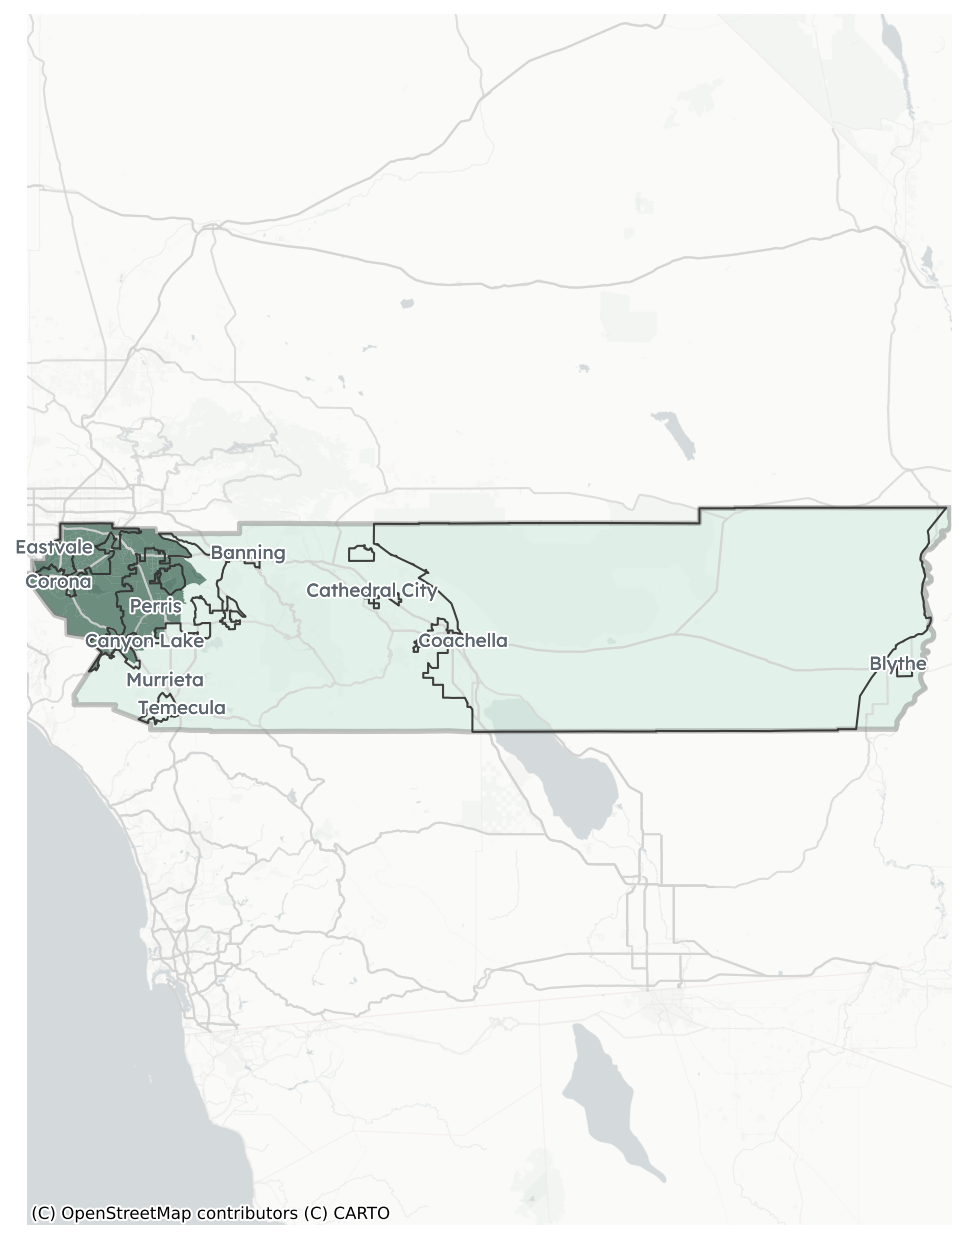 Eastvale
Banning
Corona
Cathedral City
Perris
Canyon Lake
Coachella
Blythe
Murrieta
Temecula
(C) OpenStreetMap contributors (C) CARTO